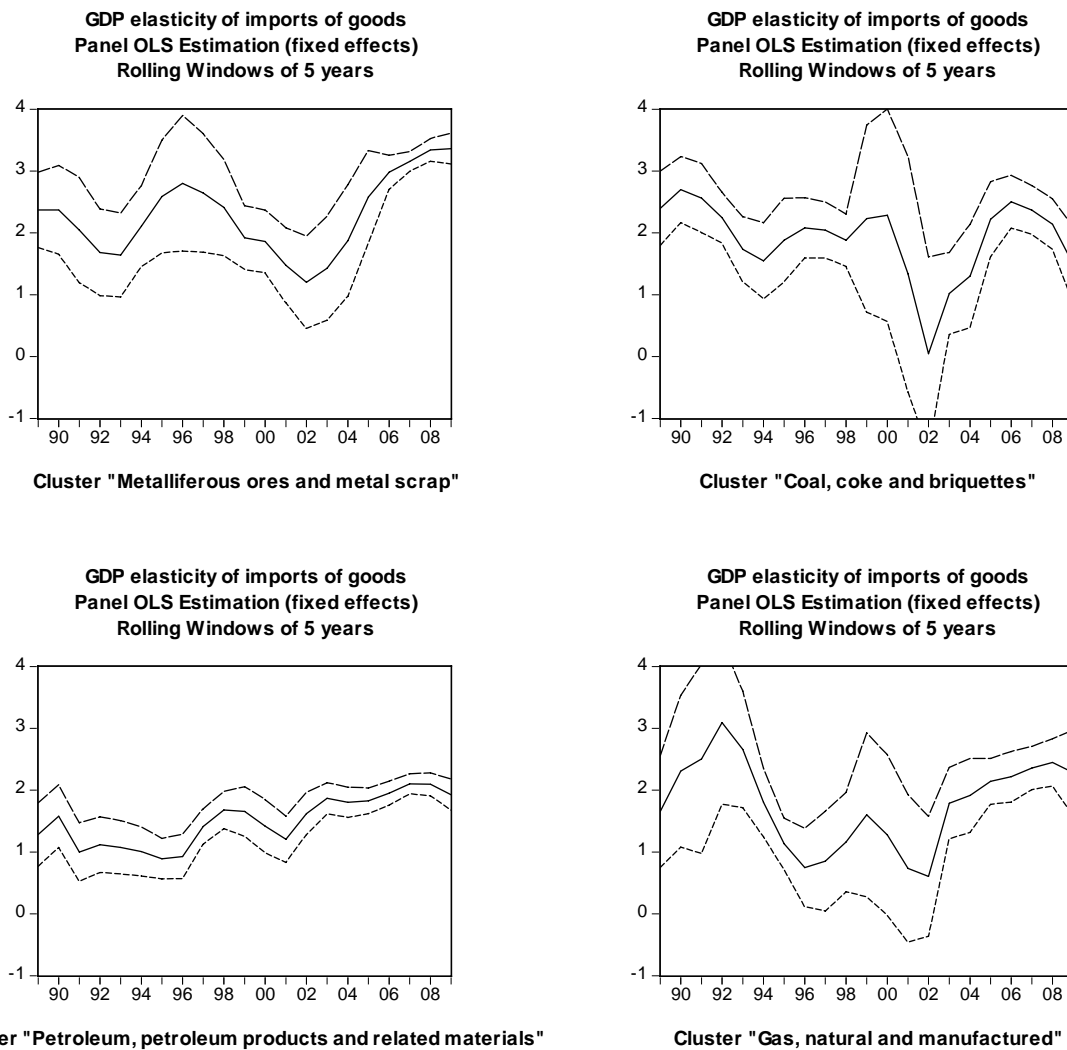 GDP elasticity of imports of goods
Panel OLS Estimation (fixed effects)
Rolling Windows of 5 years
4
3
2
1
0
-1
90 92 94 96 98 00 02 04 06 08
Cluster "Metalliferous ores and metal scrap"
GDP elasticity of imports of goods
Panel OLS Estimation (fixed effects)
Rolling Windows of 5 years
4
3
2
1
0
-1
90 92 94 96 98 00 02 04 06 08
Cluster "Coal, coke and briquettes"
GDP elasticity of imports of goods
Panel OLS Estimation (fixed effects)
Rolling Windows of 5 years
4
3
2
1
0
-1
90 92 94 96 98 00 02 04 06 08
er "Petroleum, petroleum products and related materials"
GDP elasticity of imports of goods
Panel OLS Estimation (fixed effects)
Rolling Windows of 5 years
4
3
2
1
0
-1
90 92 94 96 98 00 02 04 06 08
Cluster "Gas, natural and manufactured"